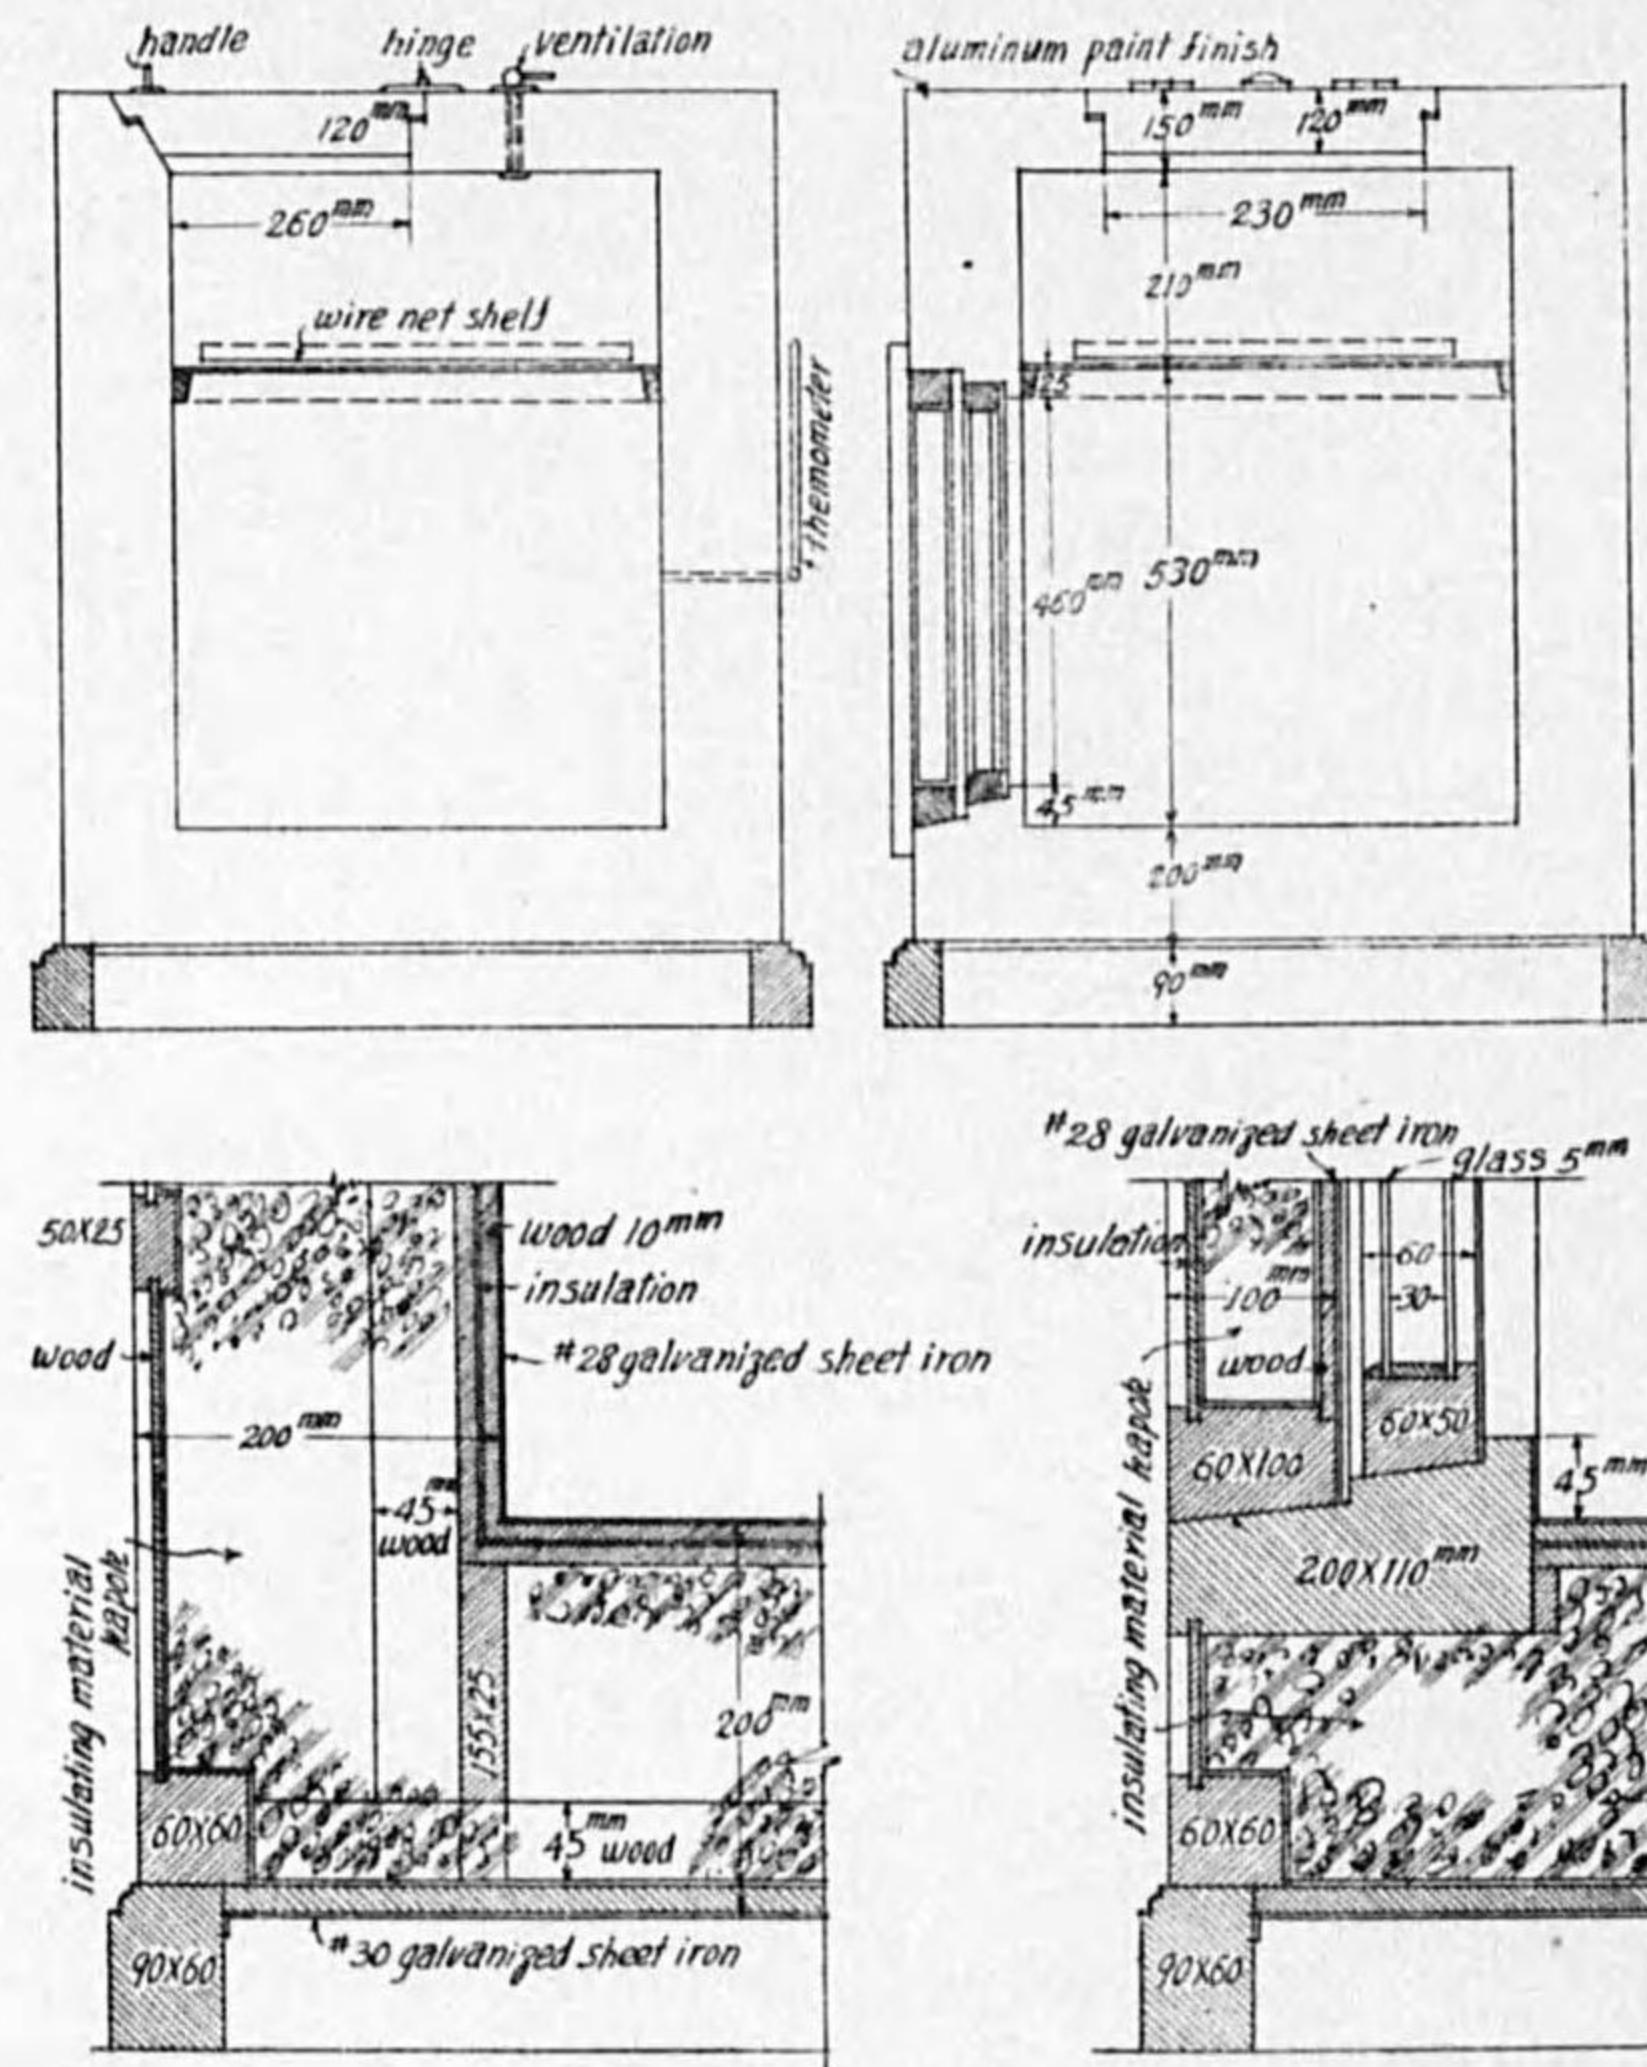 handle
hinge
ventilation
120mm
260mm
wire net shelf
themometer
aluminum paint finish
150mm
120mm
230mm
210mm
125
460mm
530mm
45mm
200mm
90mm
50X25
wood 10mm
insulation
wood
#28 galvanized sheet iron
200mm
45mm
wood
insulating material
kapok
155X25
200mm
60X60
45mm wood
#30 galvanized sheet iron
90X60
#28 galvanized sheet iron
glass 5mm
insulation
60
100mm
30
wood
60X100
60X50
45mm
insulating material kapok
200X110mm
60X60
90X60